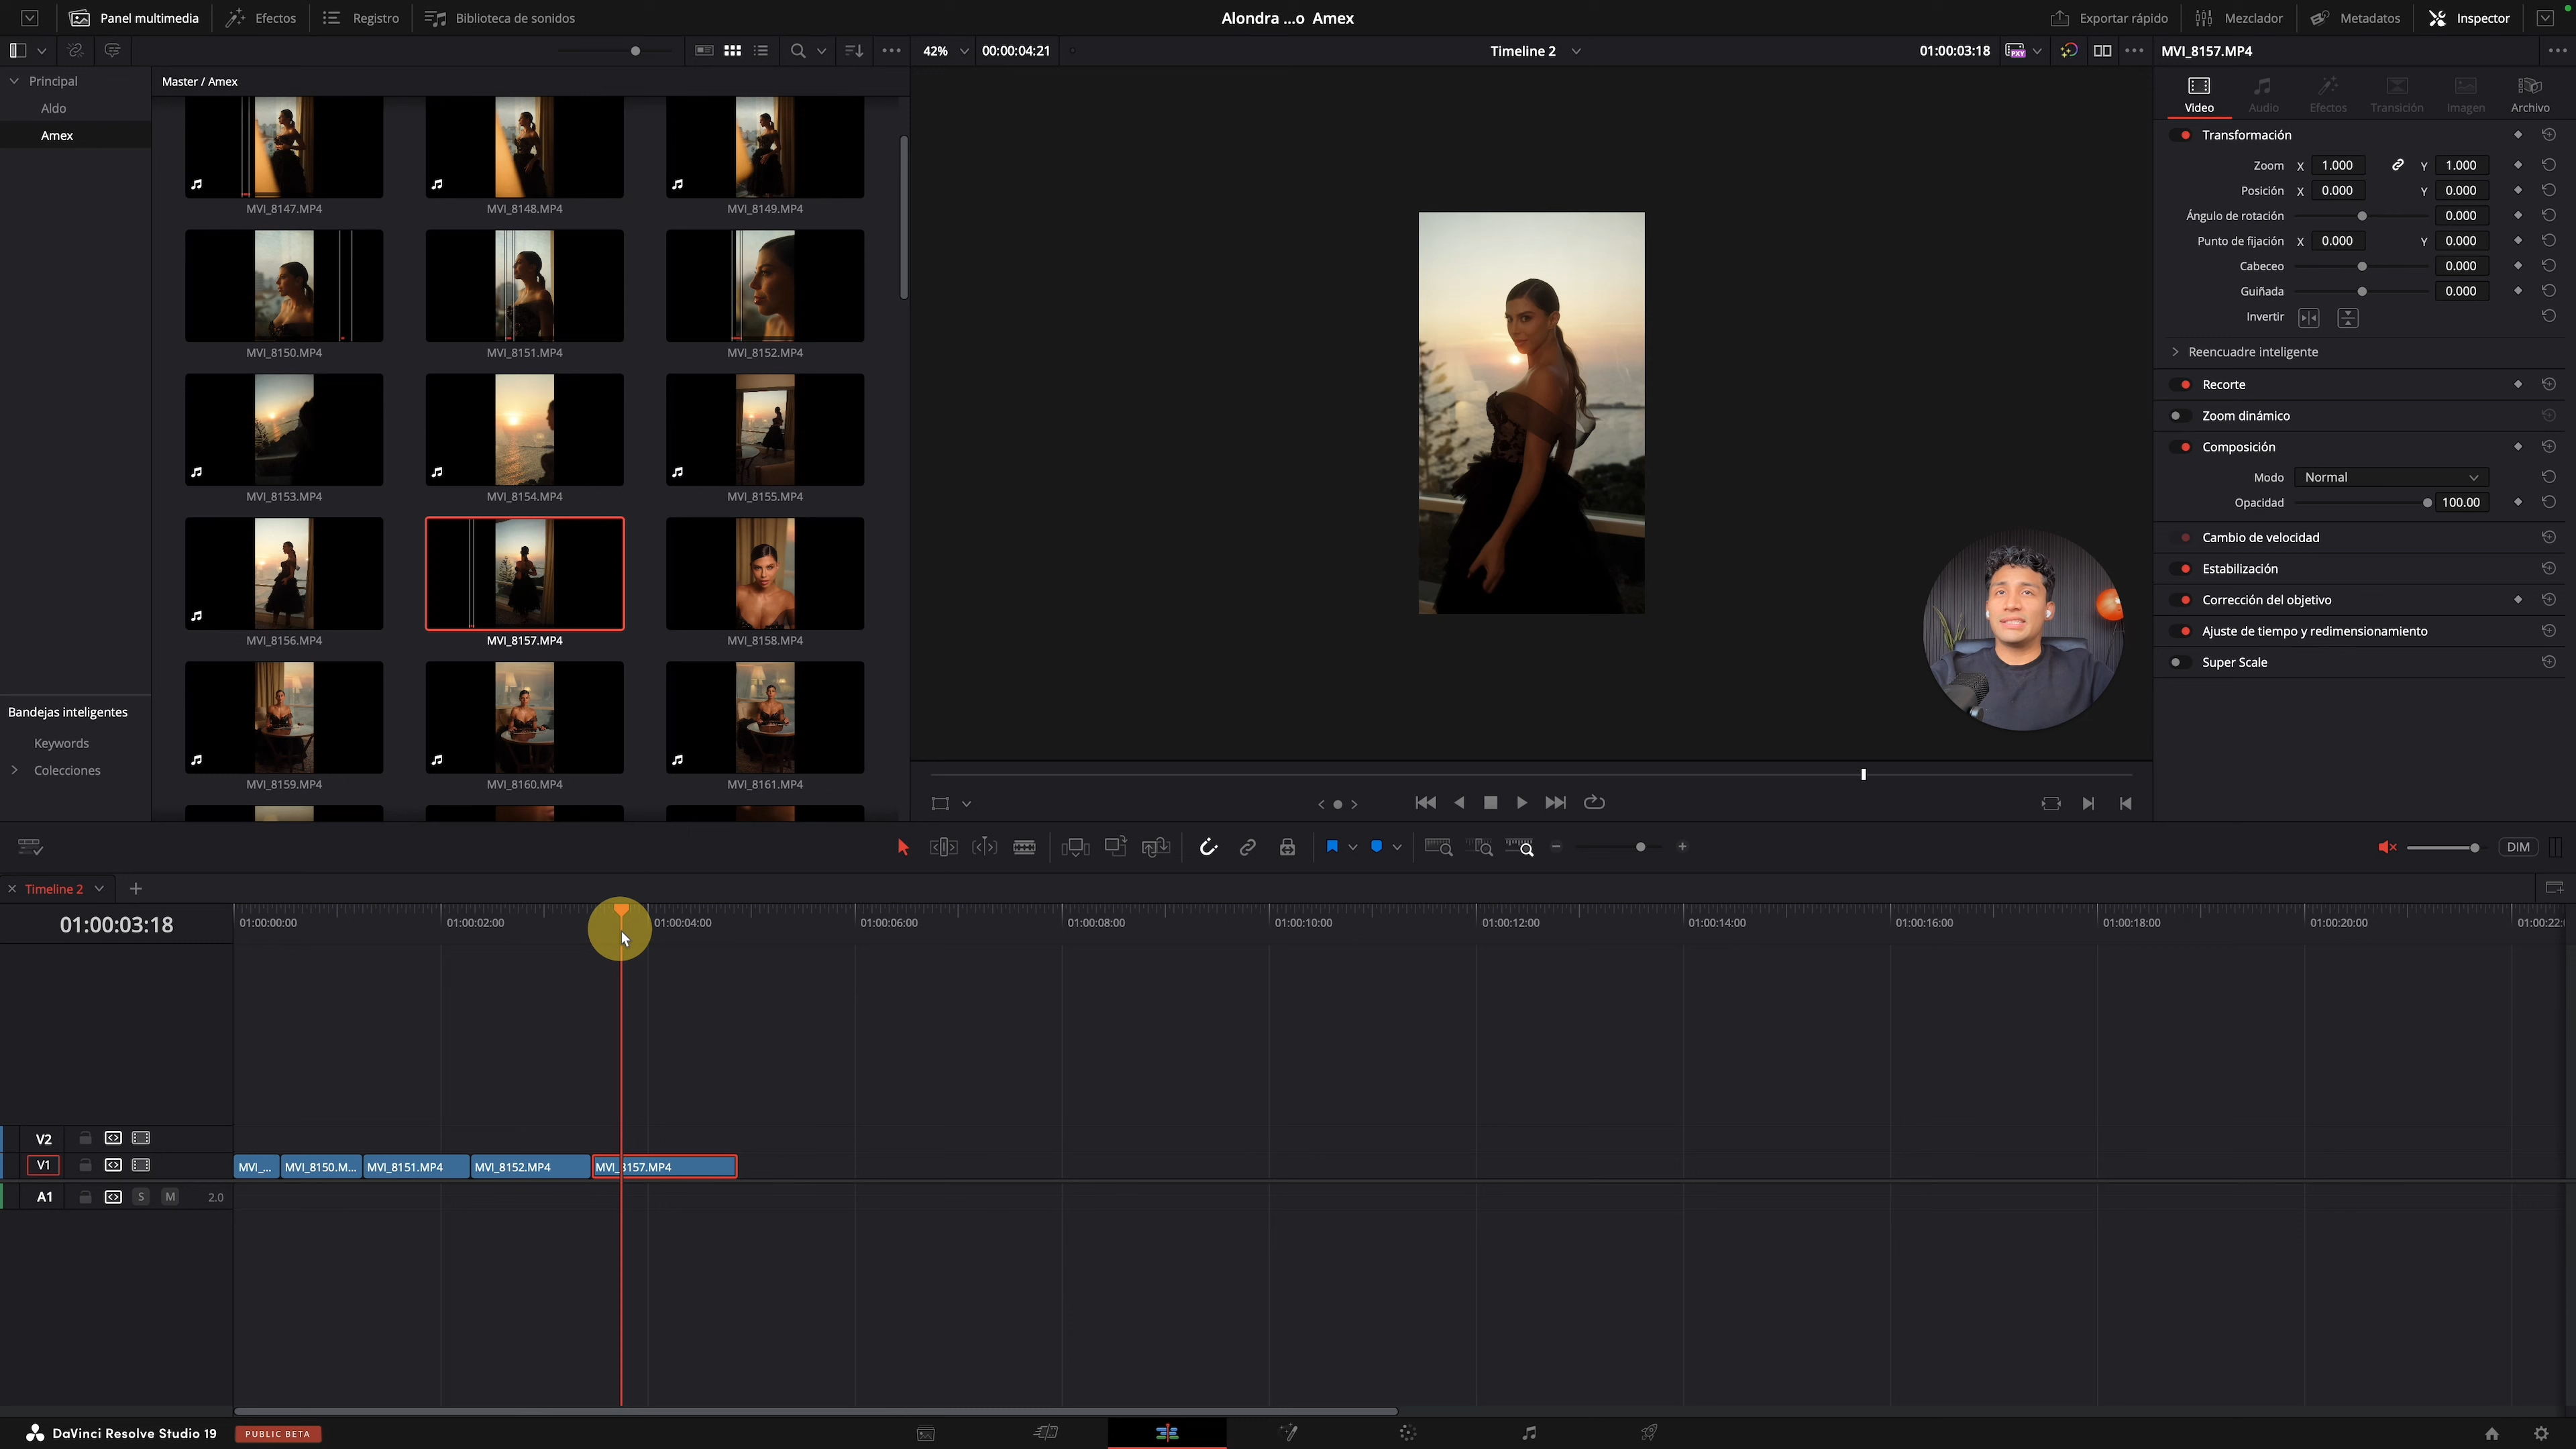 Panel multimedia
Efectos
Registro
Biblioteca de sonidos
Alondra ...o Amex
Exportar rápido
Mezclador
Metadatos
Inspector
42%
00:00:04:21
Timeline 2
01:00:03:18
PXY
MVI_8157.MP4
Principal
Aldo
Amex
Master / Amex
MVI_8147.MP4
MVI_8148.MP4
MVI_8149.MP4
MVI_8150.MP4
MVI_8151.MP4
MVI_8152.MP4
MVI_8153.MP4
MVI_8154.MP4
MVI_8155.MP4
MVI_8156.MP4
MVI_8157.MP4
MVI_8158.MP4
MVI_8159.MP4
MVI_8160.MP4
MVI_8161.MP4
Bandejas inteligentes
Keywords
Colecciones
Video
Audio
Efectos
Transición
Imagen
Archivo
Transformación
Zoom X 1.000 Y 1.000
Posición X 0.000 Y 0.000
Ángulo de rotación 0.000
Punto de fijación X 0.000 Y 0.000
Cabeceo 0.000
Guiñada 0.000
Invertir
Reencuadre inteligente
Recorte
Zoom dinámico
Composición
Modo Normal
Opacidad 100.00
Cambio de velocidad
Estabilización
Corrección del objetivo
Ajuste de tiempo y redimensionamiento
Super Scale
DIM
Timeline 2
01:00:03:18
01:00:00:00
01:00:02:00
01:00:04:00
01:00:06:00
01:00:08:00
01:00:10:00
01:00:12:00
01:00:14:00
01:00:16:00
01:00:18:00
01:00:20:00
01:00:22:
V2
V1
MVI_...
MVI_8150.M...
MVI_8151.MP4
MVI_8152.MP4
MVI_8157.MP4
A1
S
M
2.0
DaVinci Resolve Studio 19
PUBLIC BETA